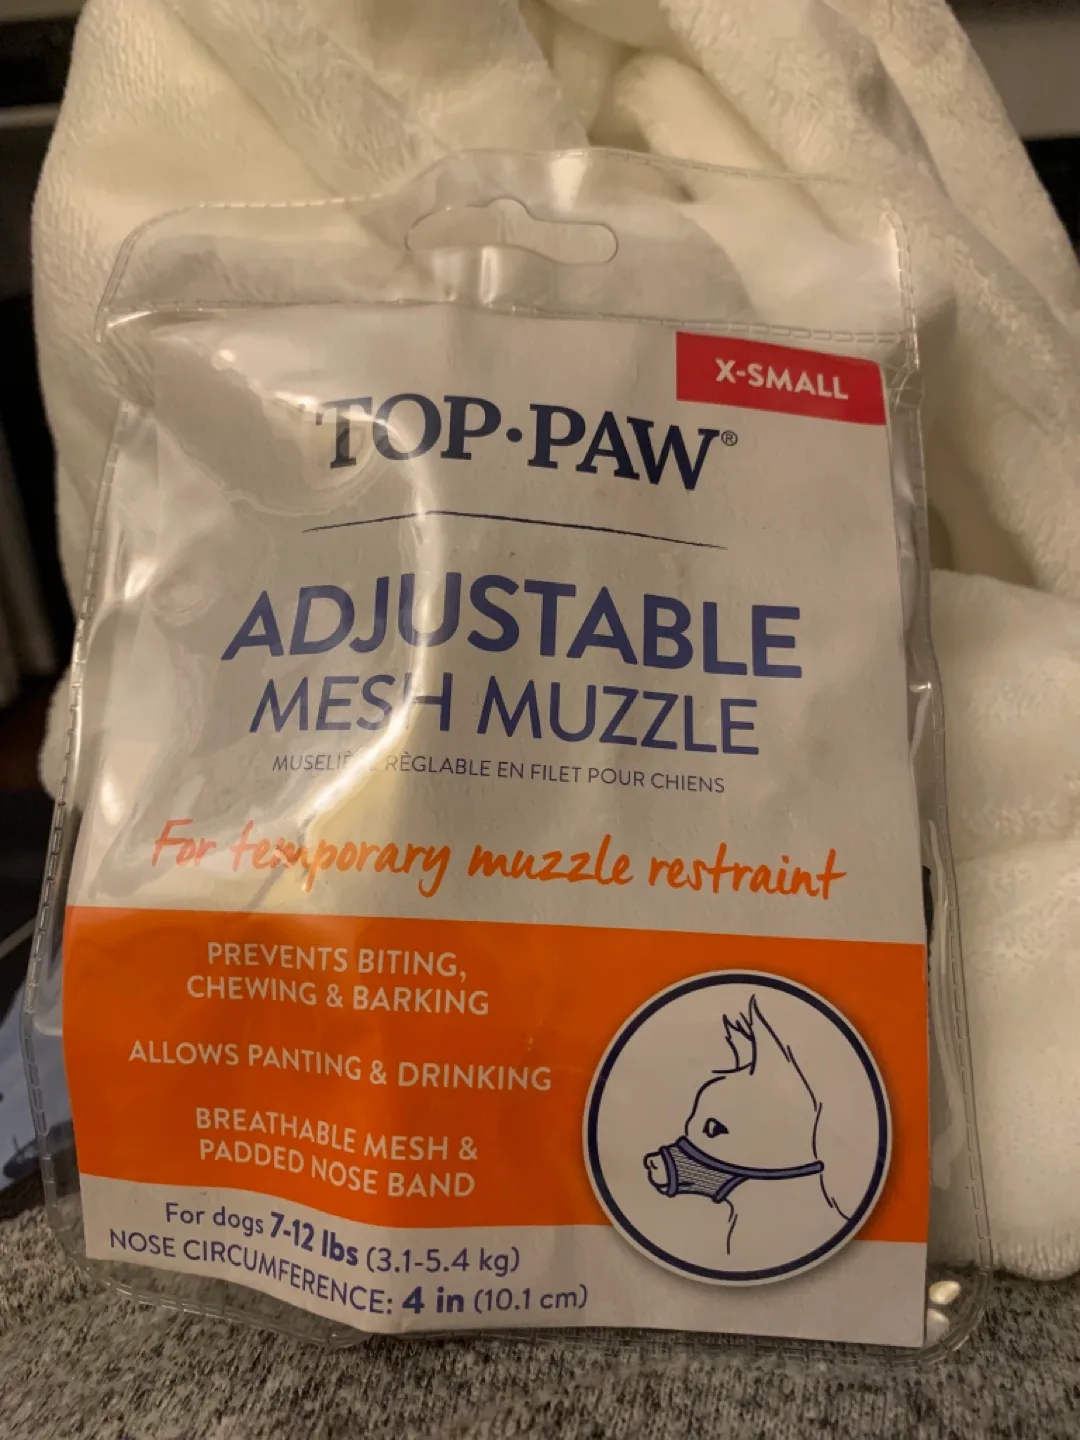 X-SMALL
TOP•PAW®
ADJUSTABLE
MESH MUZZLE
RÈGLABLE EN FILET POUR CHIENS
For temporary muzzle restraint
PREVENTS BITING,
CHEWING & BARKING
ALLOWS PANTING & DRINKING
BREATHABLE MESH &
PADDED NOSE BAND
For dogs 7-12 lbs (3.1-5.4 kg)
NOSE CIRCUMFERENCE: 4 in (10.1 cm)